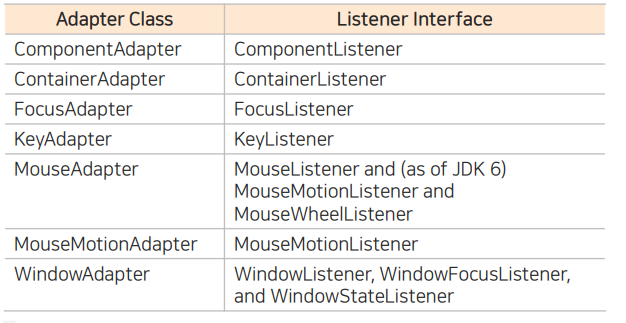 Adapter Class Listener Interface
ComponentAdapter ComponentListener
ContainerAdapter ContainerListener
FocusAdapter FocusListener
KeyAdapter KeyListener
MouseAdapter MouseListener and (as of JDK 6)
MouseMotionListener and
MouseWheelListener
MouseMotionAdapter MouseMotionListener
WindowAdapter WindowListener, WindowFocusListener,
and WindowStateListener